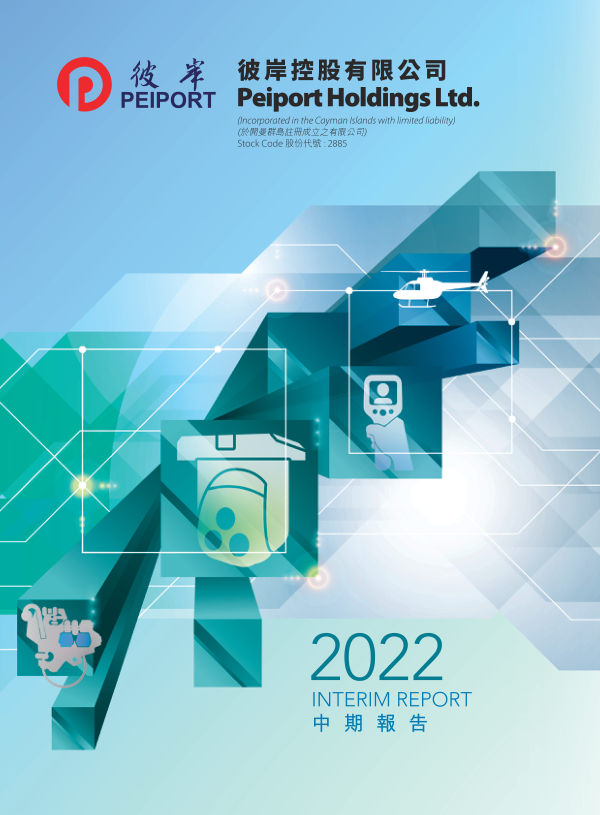 彼岸
PEIPORT
彼岸控股有限公司
Peiport Holdings Ltd.
(Incorporated in the Cayman Islands with limited liability)
(於開曼群島註冊成立之有限公司)
Stock Code 股份代號 : 2885
2022
INTERIM REPORT
中期報告